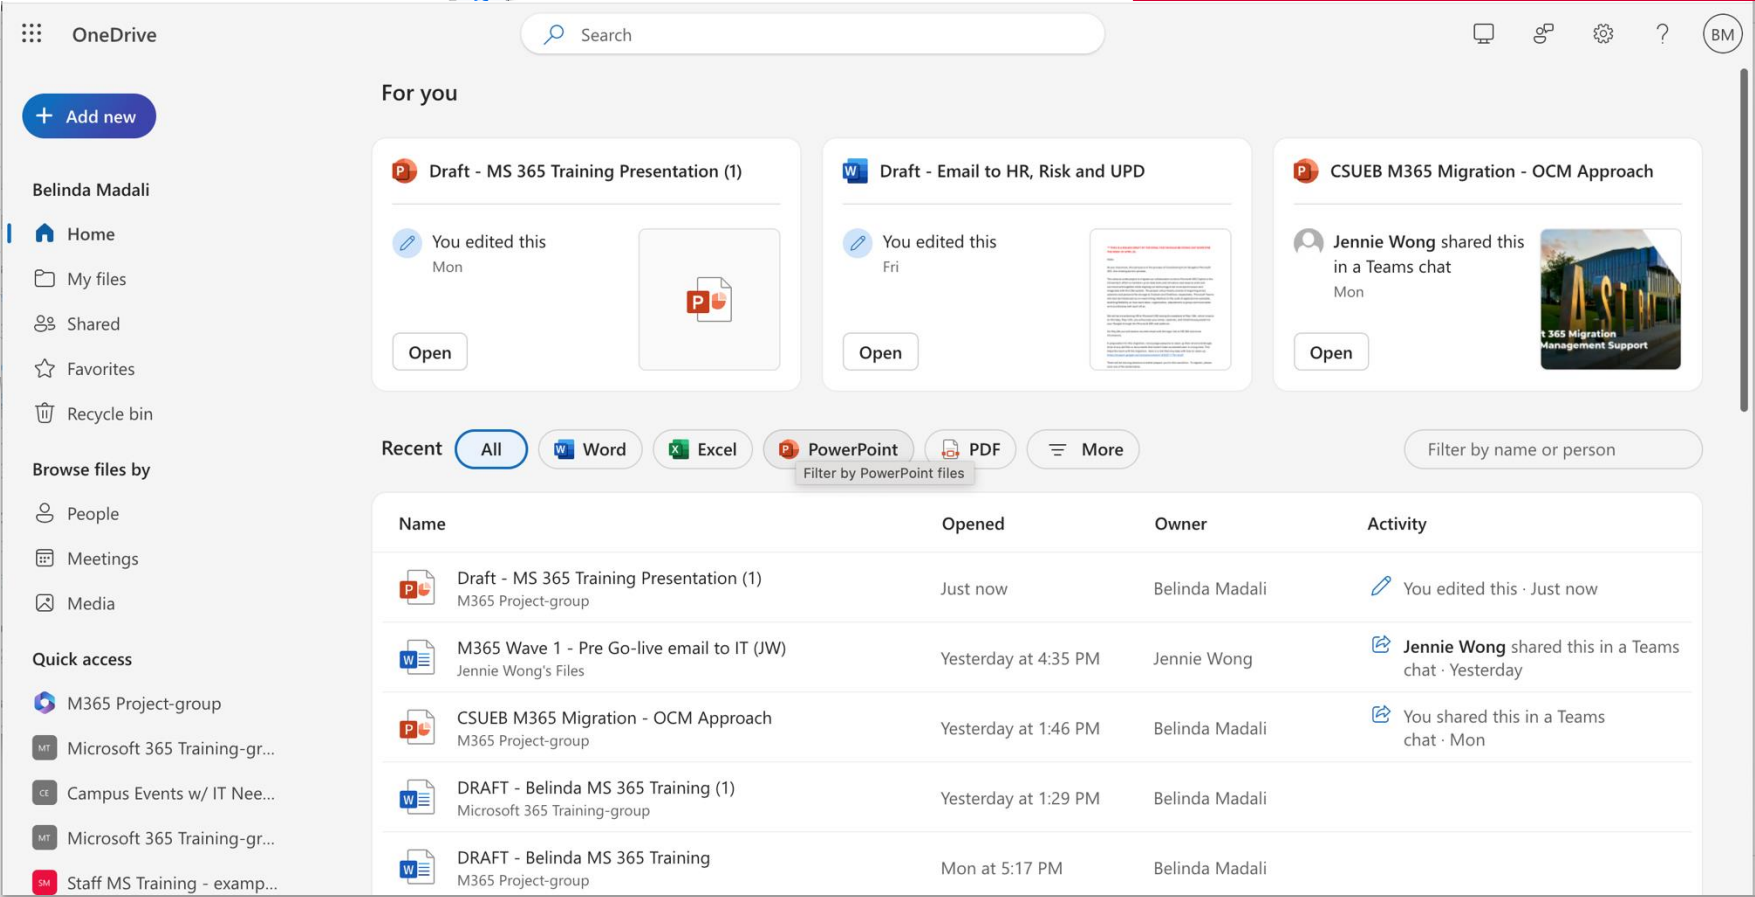 OneDrive
Search
BM
Add new
For you
Draft - MS 365 Training Presentation (1)
You edited this
Mon
Open
Draft - Email to HR, Risk and UPD
You edited this
Fri
Open
CSUEB M365 Migration - OCM Approach
Jennie Wong shared this
in a Teams chat
Mon
Open
t 365 Migration
Management Support
Belinda Madali
Home
My files
Shared
Favorites
Recycle bin
Browse files by
People
Meetings
Media
Quick access
M365 Project-group
MT Microsoft 365 Training-gr...
CE Campus Events w/ IT Nee...
MT Microsoft 365 Training-gr...
SM Staff MS Training - examp...
Recent All Word Excel PowerPoint PDF More
Filter by name or person
Filter by PowerPoint files
Name Opened Owner Activity
Draft - MS 365 Training Presentation (1)
M365 Project-group
Just now
Belinda Madali
You edited this · Just now
M365 Wave 1 - Pre Go-live email to IT (JW)
Jennie Wong's Files
Yesterday at 4:35 PM
Jennie Wong
Jennie Wong shared this in a Teams
chat · Yesterday
CSUEB M365 Migration - OCM Approach
M365 Project-group
Yesterday at 1:46 PM
Belinda Madali
You shared this in a Teams
chat · Mon
DRAFT - Belinda MS 365 Training (1)
Microsoft 365 Training-group
Yesterday at 1:29 PM
Belinda Madali
DRAFT - Belinda MS 365 Training
M365 Project-group
Mon at 5:17 PM
Belinda Madali